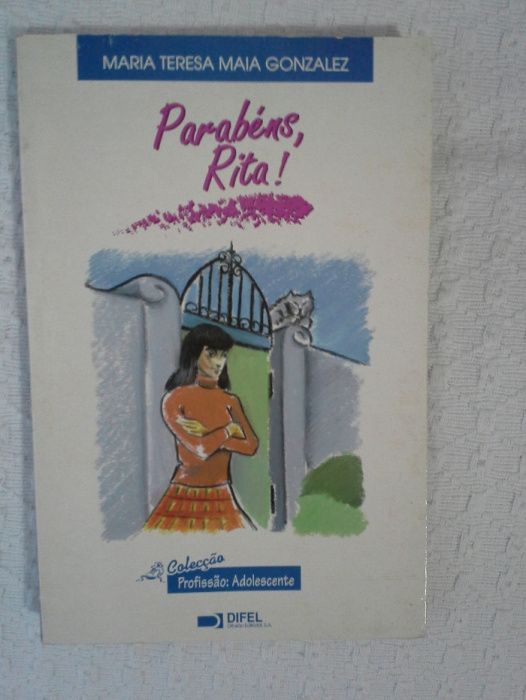 MARIA TERESA MAIA GONZALEZ
Parabéns,
Rita!
Colecção
Profissão: Adolescente
DIFEL